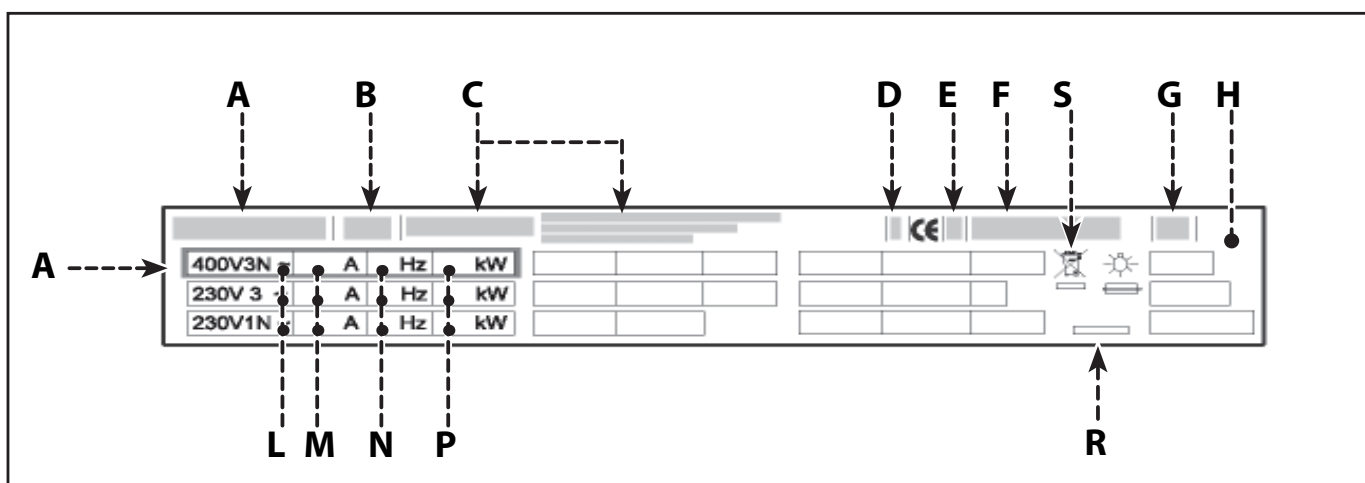 A B C D E F S G H
CE
A
400V3N ~ A Hz kW
230V 3 ~ A Hz kW
230V1N ~ A Hz kW
L M N P R